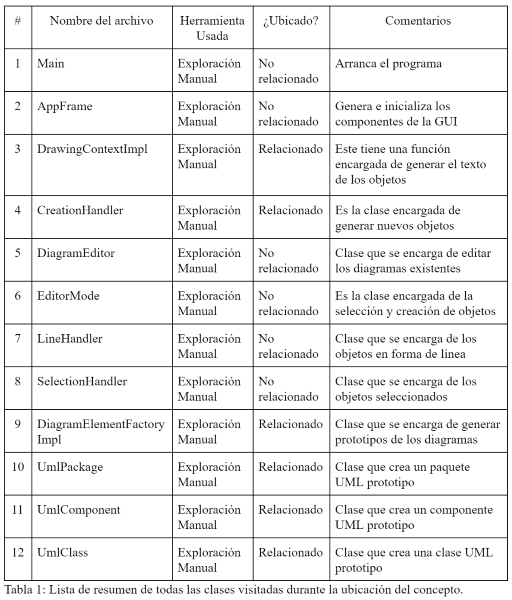 # Nombre del archivo Herramienta Usada ¿Ubicado? Comentarios
1 Main Exploración Manual No relacionado Arranca el programa
2 AppFrame Exploración Manual No relacionado Genera e inicializa los componentes de la GUI
3 DrawingContextImpl Exploración Manual Relacionado Este tiene una función encargada de generar el texto de los objetos
4 CreationHandler Exploración Manual Relacionado Es la clase encargada de generar nuevos objetos
5 DiagramEditor Exploración Manual No relacionado Clase que se encarga de editar los diagramas existentes
6 EditorMode Exploración Manual No relacionado Es la clase encargada de la selección y creación de objetos
7 LineHandler Exploración Manual No relacionado Clase que se encarga de los objetos en forma de línea
8 SelectionHandler Exploración Manual No relacionado Clase que se encarga de los objetos seleccionados
9 DiagramElementFactory Impl Exploración Manual Relacionado Clase que se encarga de generar prototipos de los diagramas
10 UmlPackage Exploración Manual Relacionado Clase que crea un paquete UML prototipo
11 UmlComponent Exploración Manual Relacionado Clase que crea un componente UML prototipo
12 UmlClass Exploración Manual Relacionado Clase que crea una clase UML prototipo
Tabla 1: Lista de resumen de todas las clases visitadas durante la ubicación del concepto.